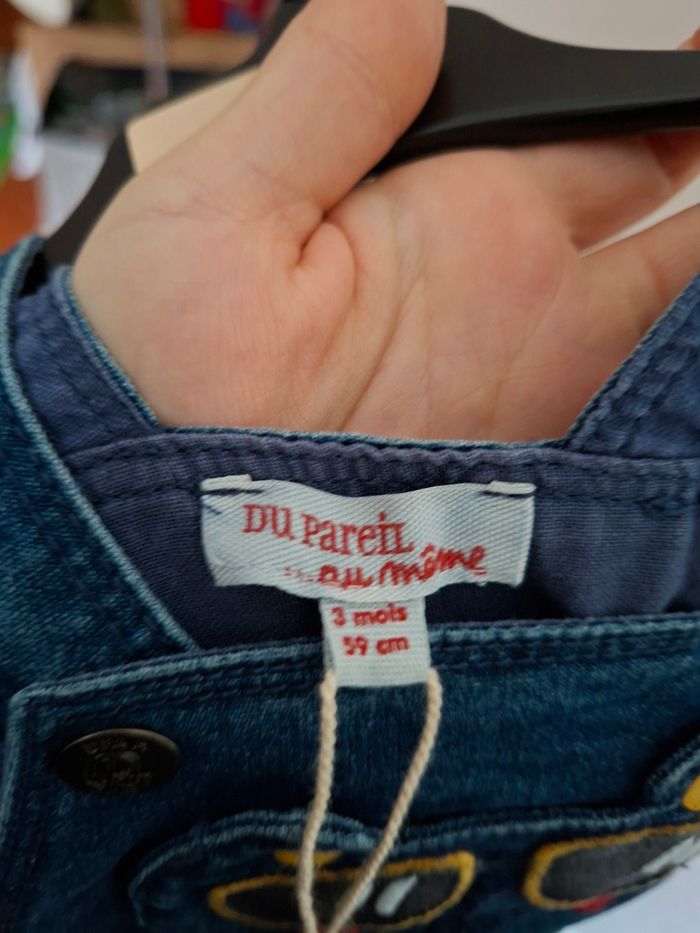 DU PAREIL
...au même
3 mois
59 cm